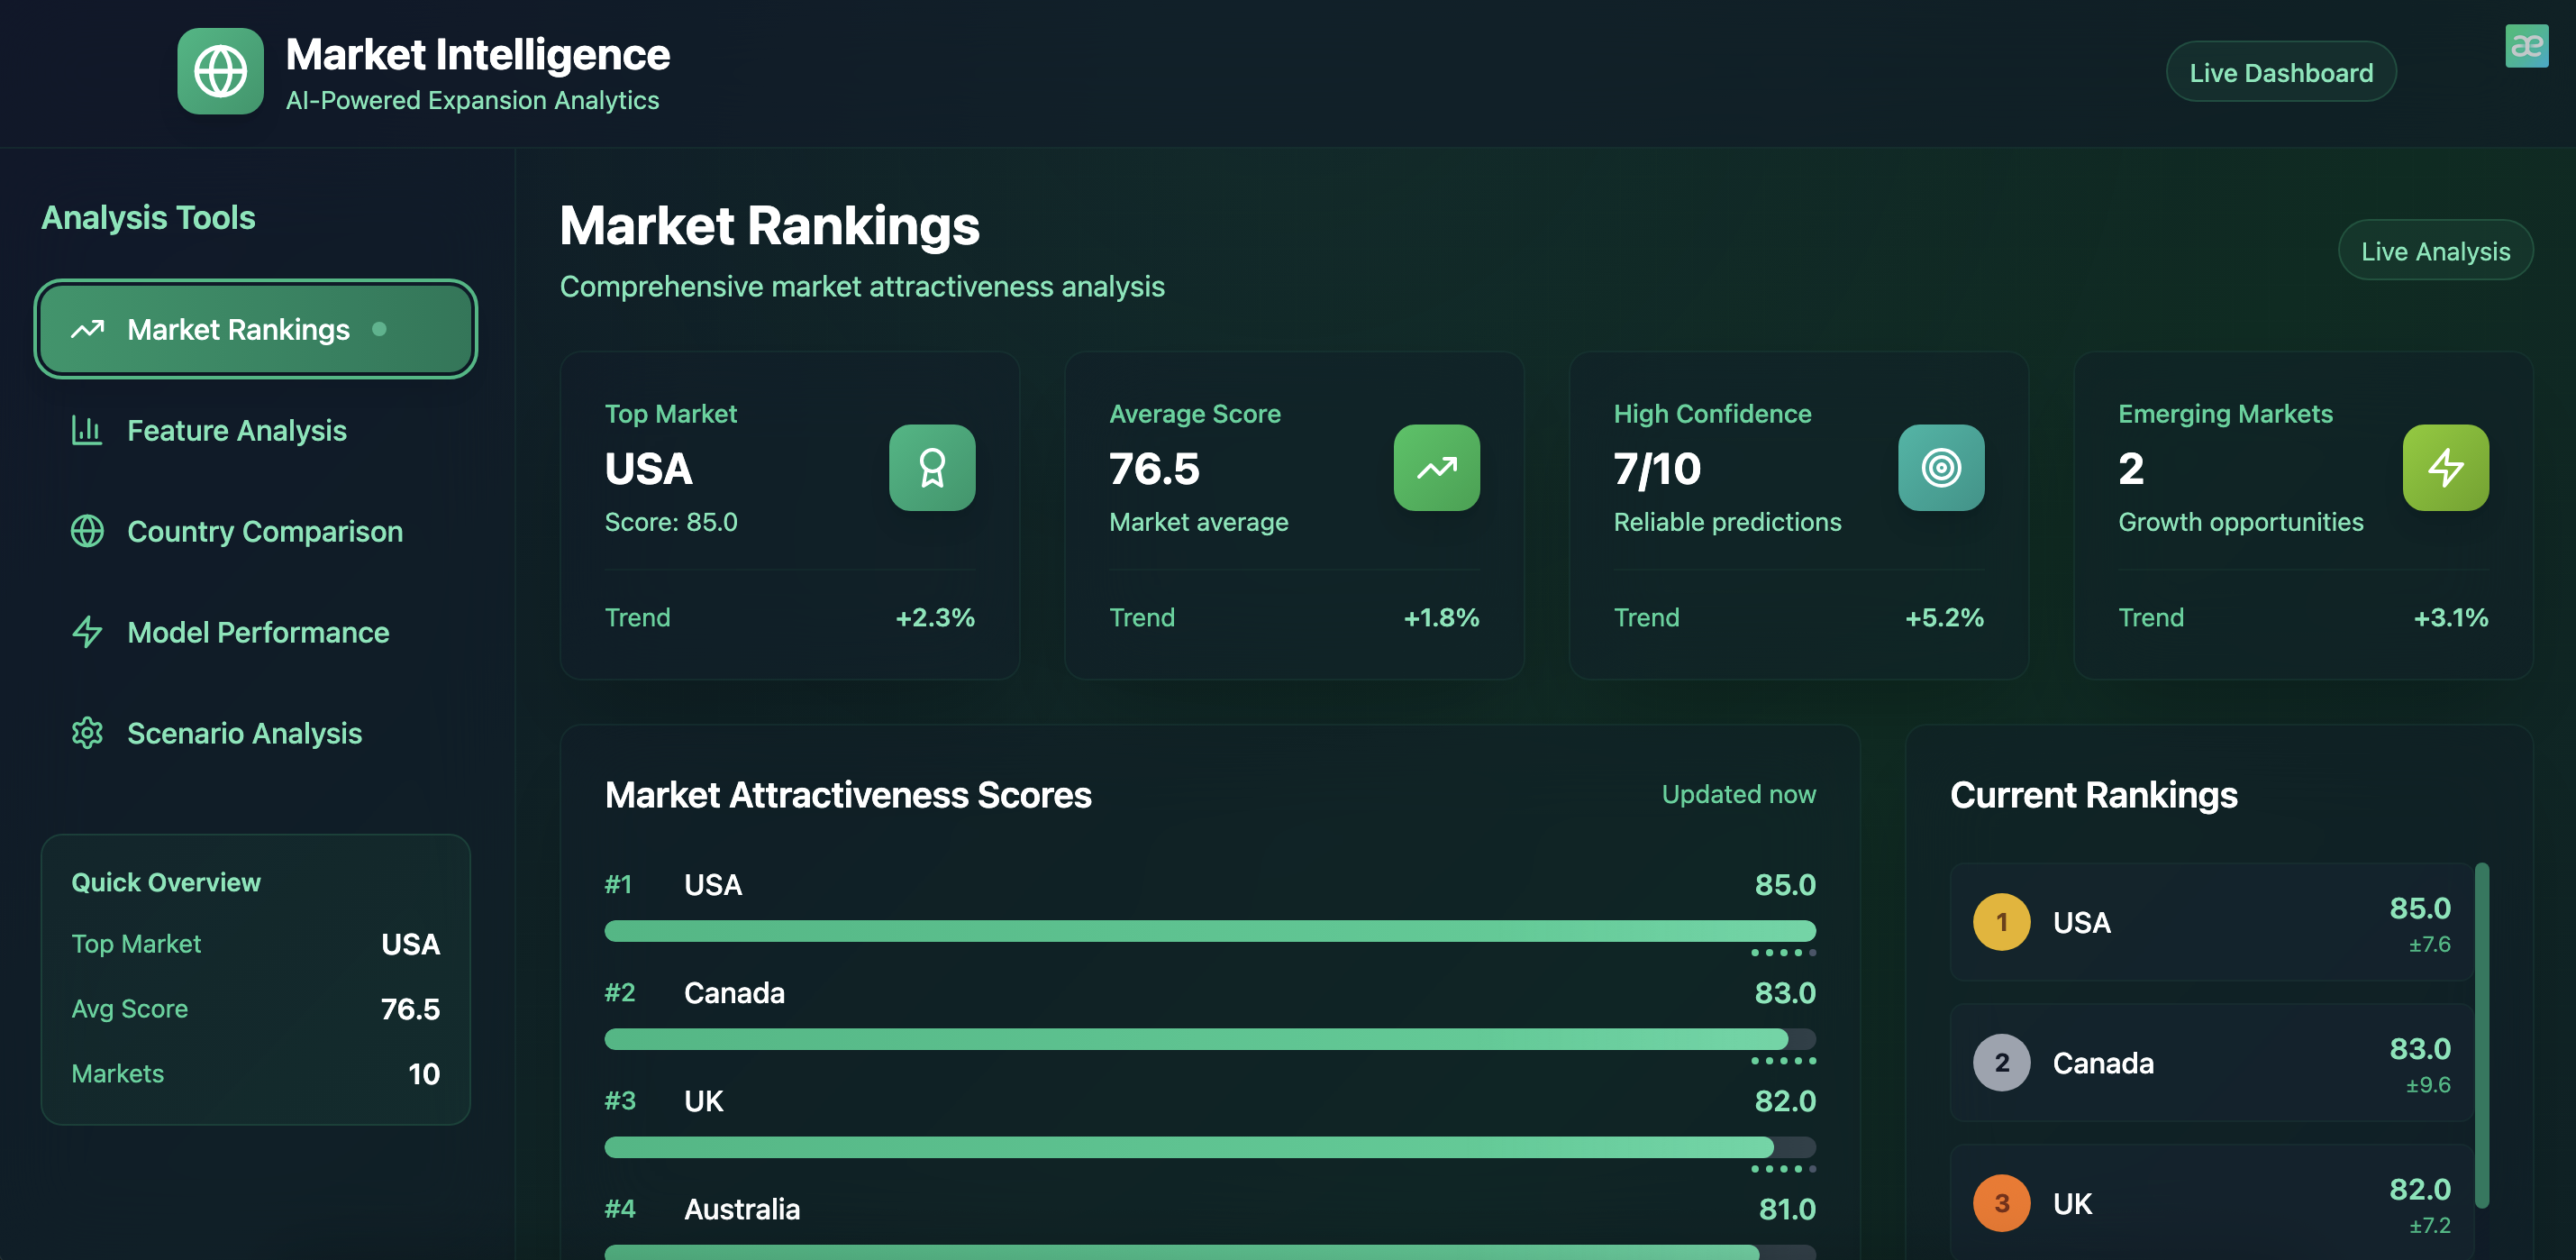 Market Intelligence
AI-Powered Expansion Analytics
Live Dashboard
æ
Analysis Tools
Market Rankings
Feature Analysis
Country Comparison
Model Performance
Scenario Analysis
Quick Overview
Top Market USA
Avg Score 76.5
Markets 10
Market Rankings
Comprehensive market attractiveness analysis
Live Analysis
Top Market
USA
Score: 85.0
Trend +2.3%
Average Score
76.5
Market average
Trend +1.8%
High Confidence
7/10
Reliable predictions
Trend +5.2%
Emerging Markets
2
Growth opportunities
Trend +3.1%
Market Attractiveness Scores
Updated now
#1 USA 85.0
#2 Canada 83.0
#3 UK 82.0
#4 Australia 81.0
Current Rankings
1 USA 85.0
±7.6
2 Canada 83.0
±9.6
3 UK 82.0
±7.2